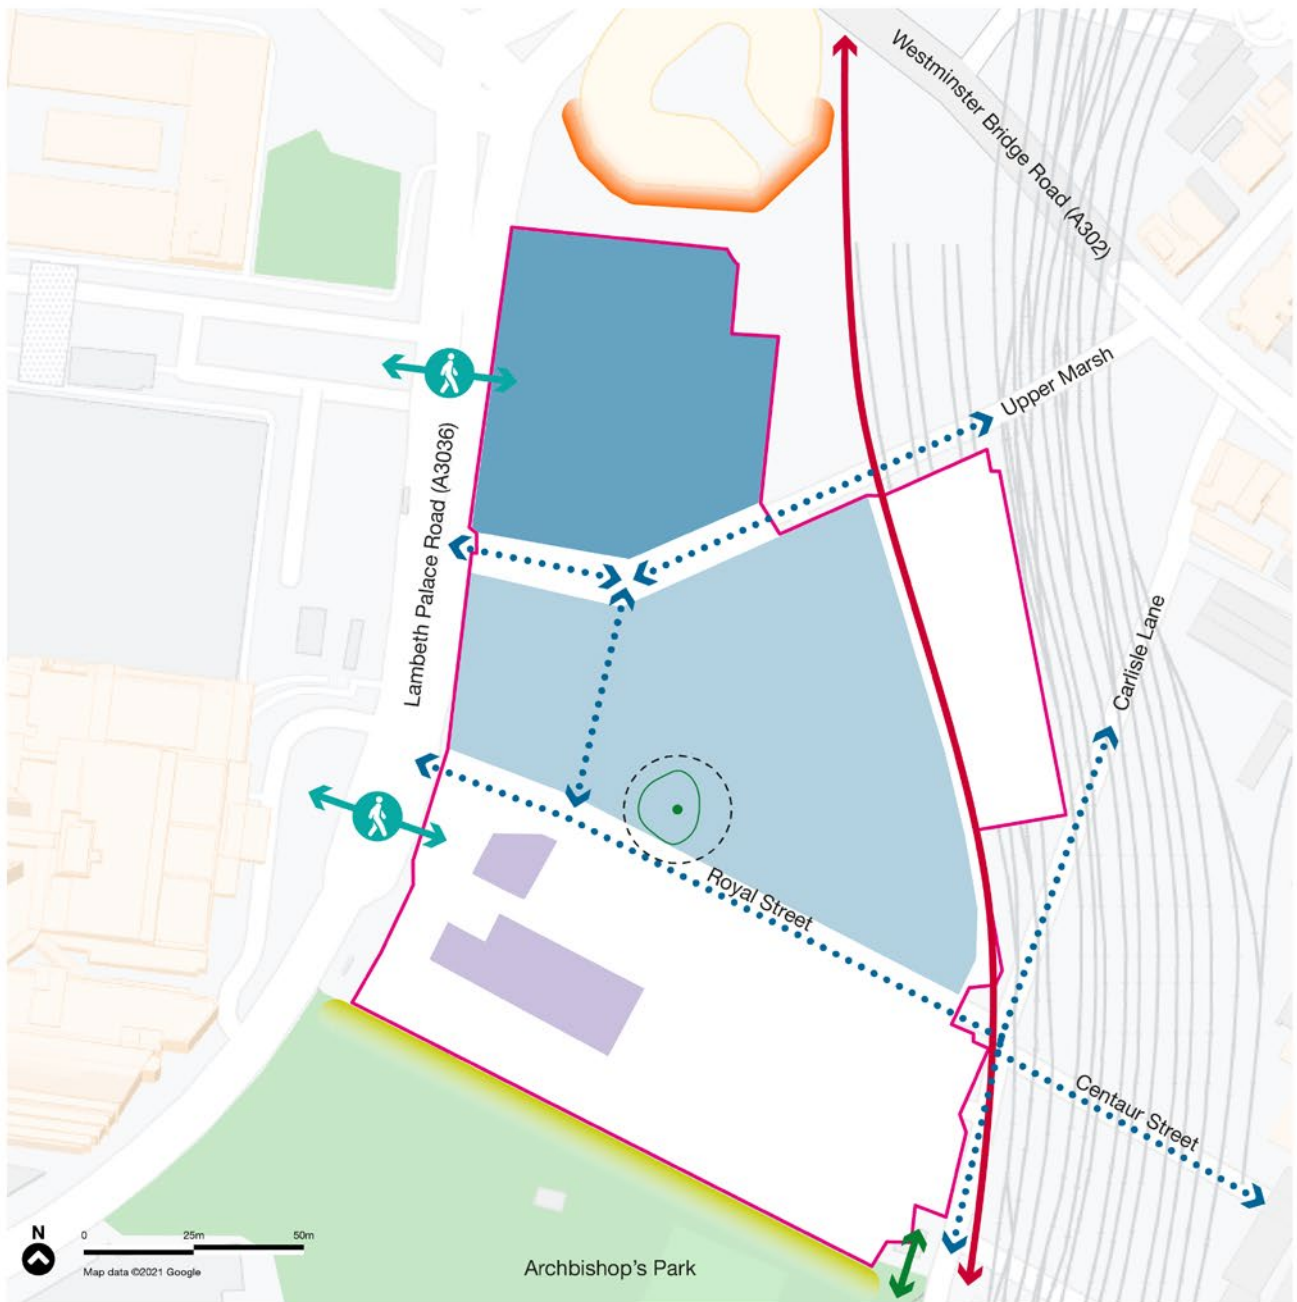 Westminster Bridge Road (A302)
Upper Marsh
Lambeth Palace Road (A3036)
Carlisle Lane
Royal Street
Centaur Street
N
0 25m 50m
Map data ©2021 Google
Archbishop's Park